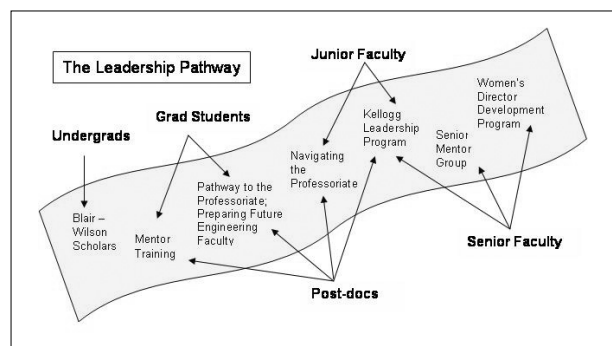 The Leadership Pathway
Undergrads
Grad Students
Junior Faculty
Blair –
Wilson
Scholars
Mentor
Training
Pathway to the
Professoriate;
Preparing Future
Engineering
Faculty
Navigating
the
Professoriate
Kellogg
Leadership
Program
Senior
Mentor
Group
Women's
Director
Development
Program
Post-docs
Senior Faculty